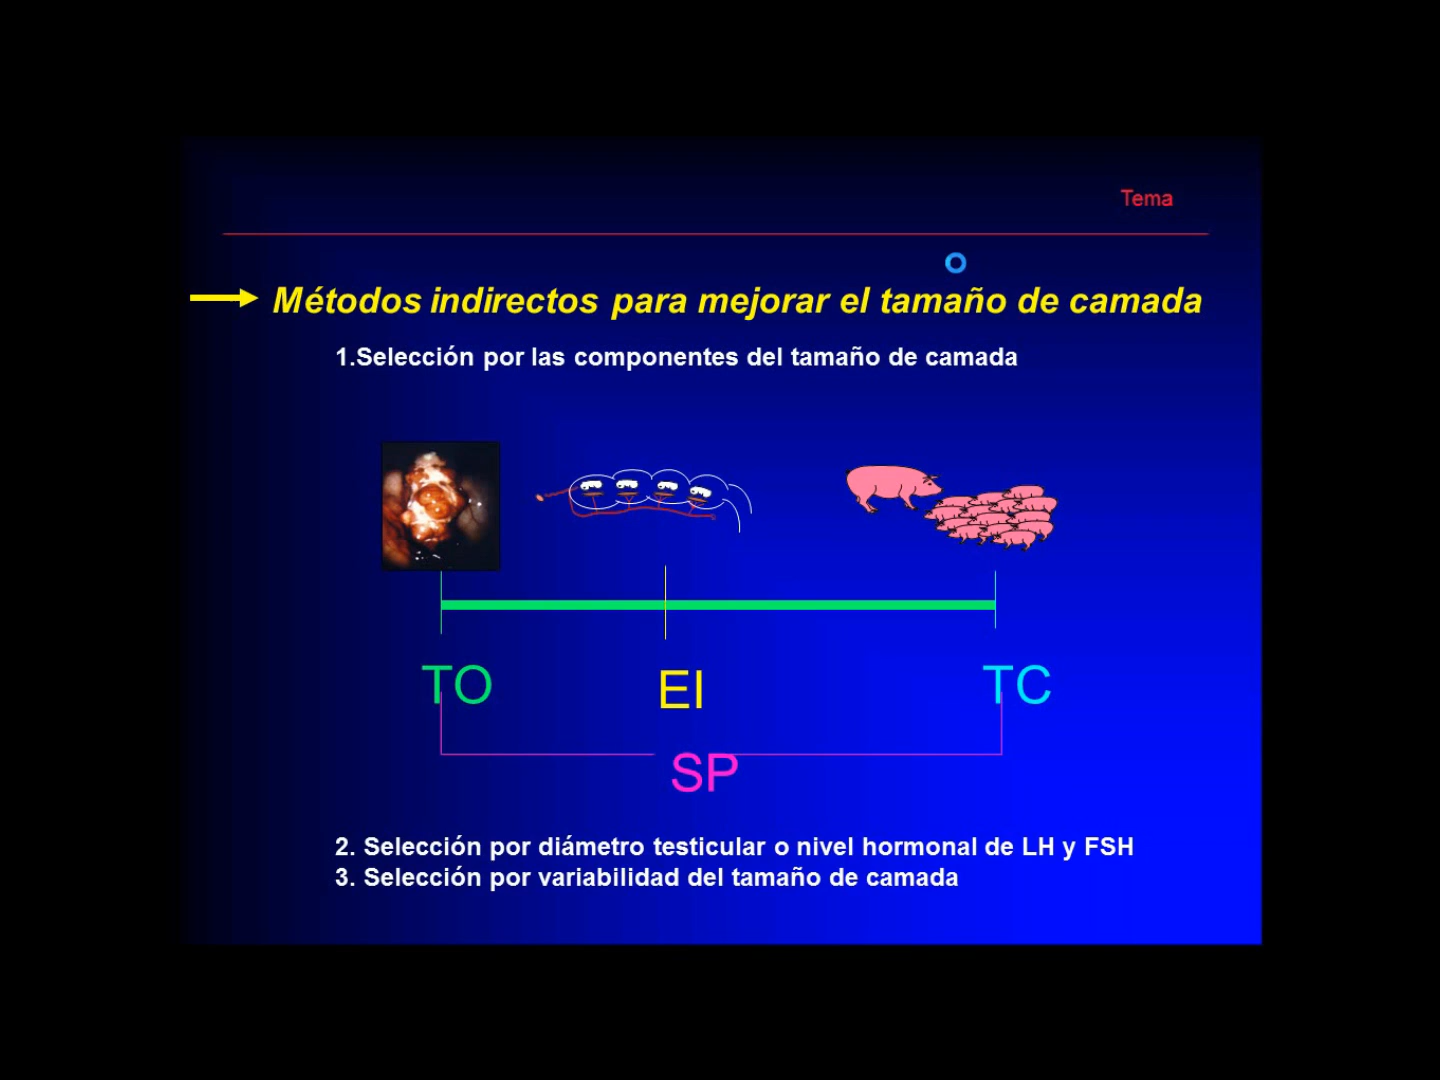 Tema
Métodos indirectos para mejorar el tamaño de camada
1.Selección por las componentes del tamaño de camada
TO
EI
TC
SP
2. Selección por diámetro testicular o nivel hormonal de LH y FSH
3. Selección por variabilidad del tamaño de camada